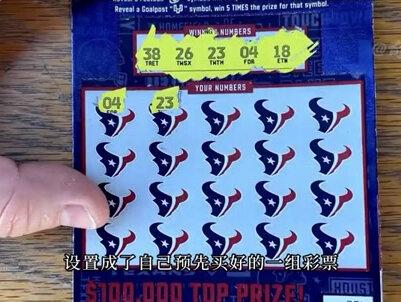 Reveal a Goalpost "" symbol, win 5 TIMES the prize for that symbol.
WINNING NUMBERS
38 26 23 04 18
TRET TWSX TWTH FOR ETN
YOUR NUMBERS
04 23
设置成了自己预先买好的一组彩票
$100,000 TOP PRIZE!